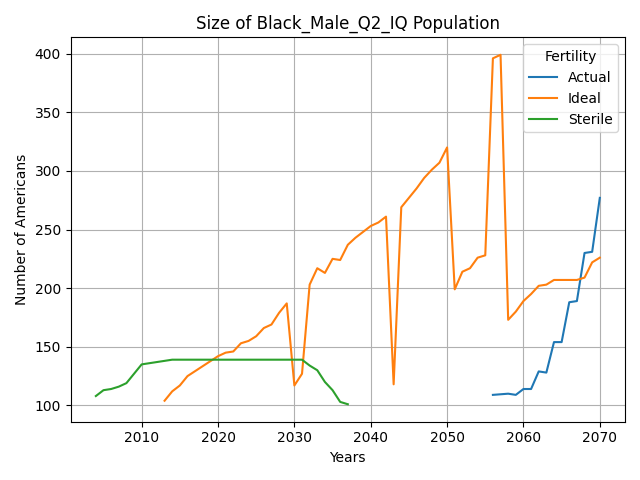 Size of Black_Male_Q2_IQ Population
Number of Americans
400
350
300
250
200
150
100
Fertility
Actual
Ideal
Sterile
2010 2020 2030 2040 2050 2060 2070
Years